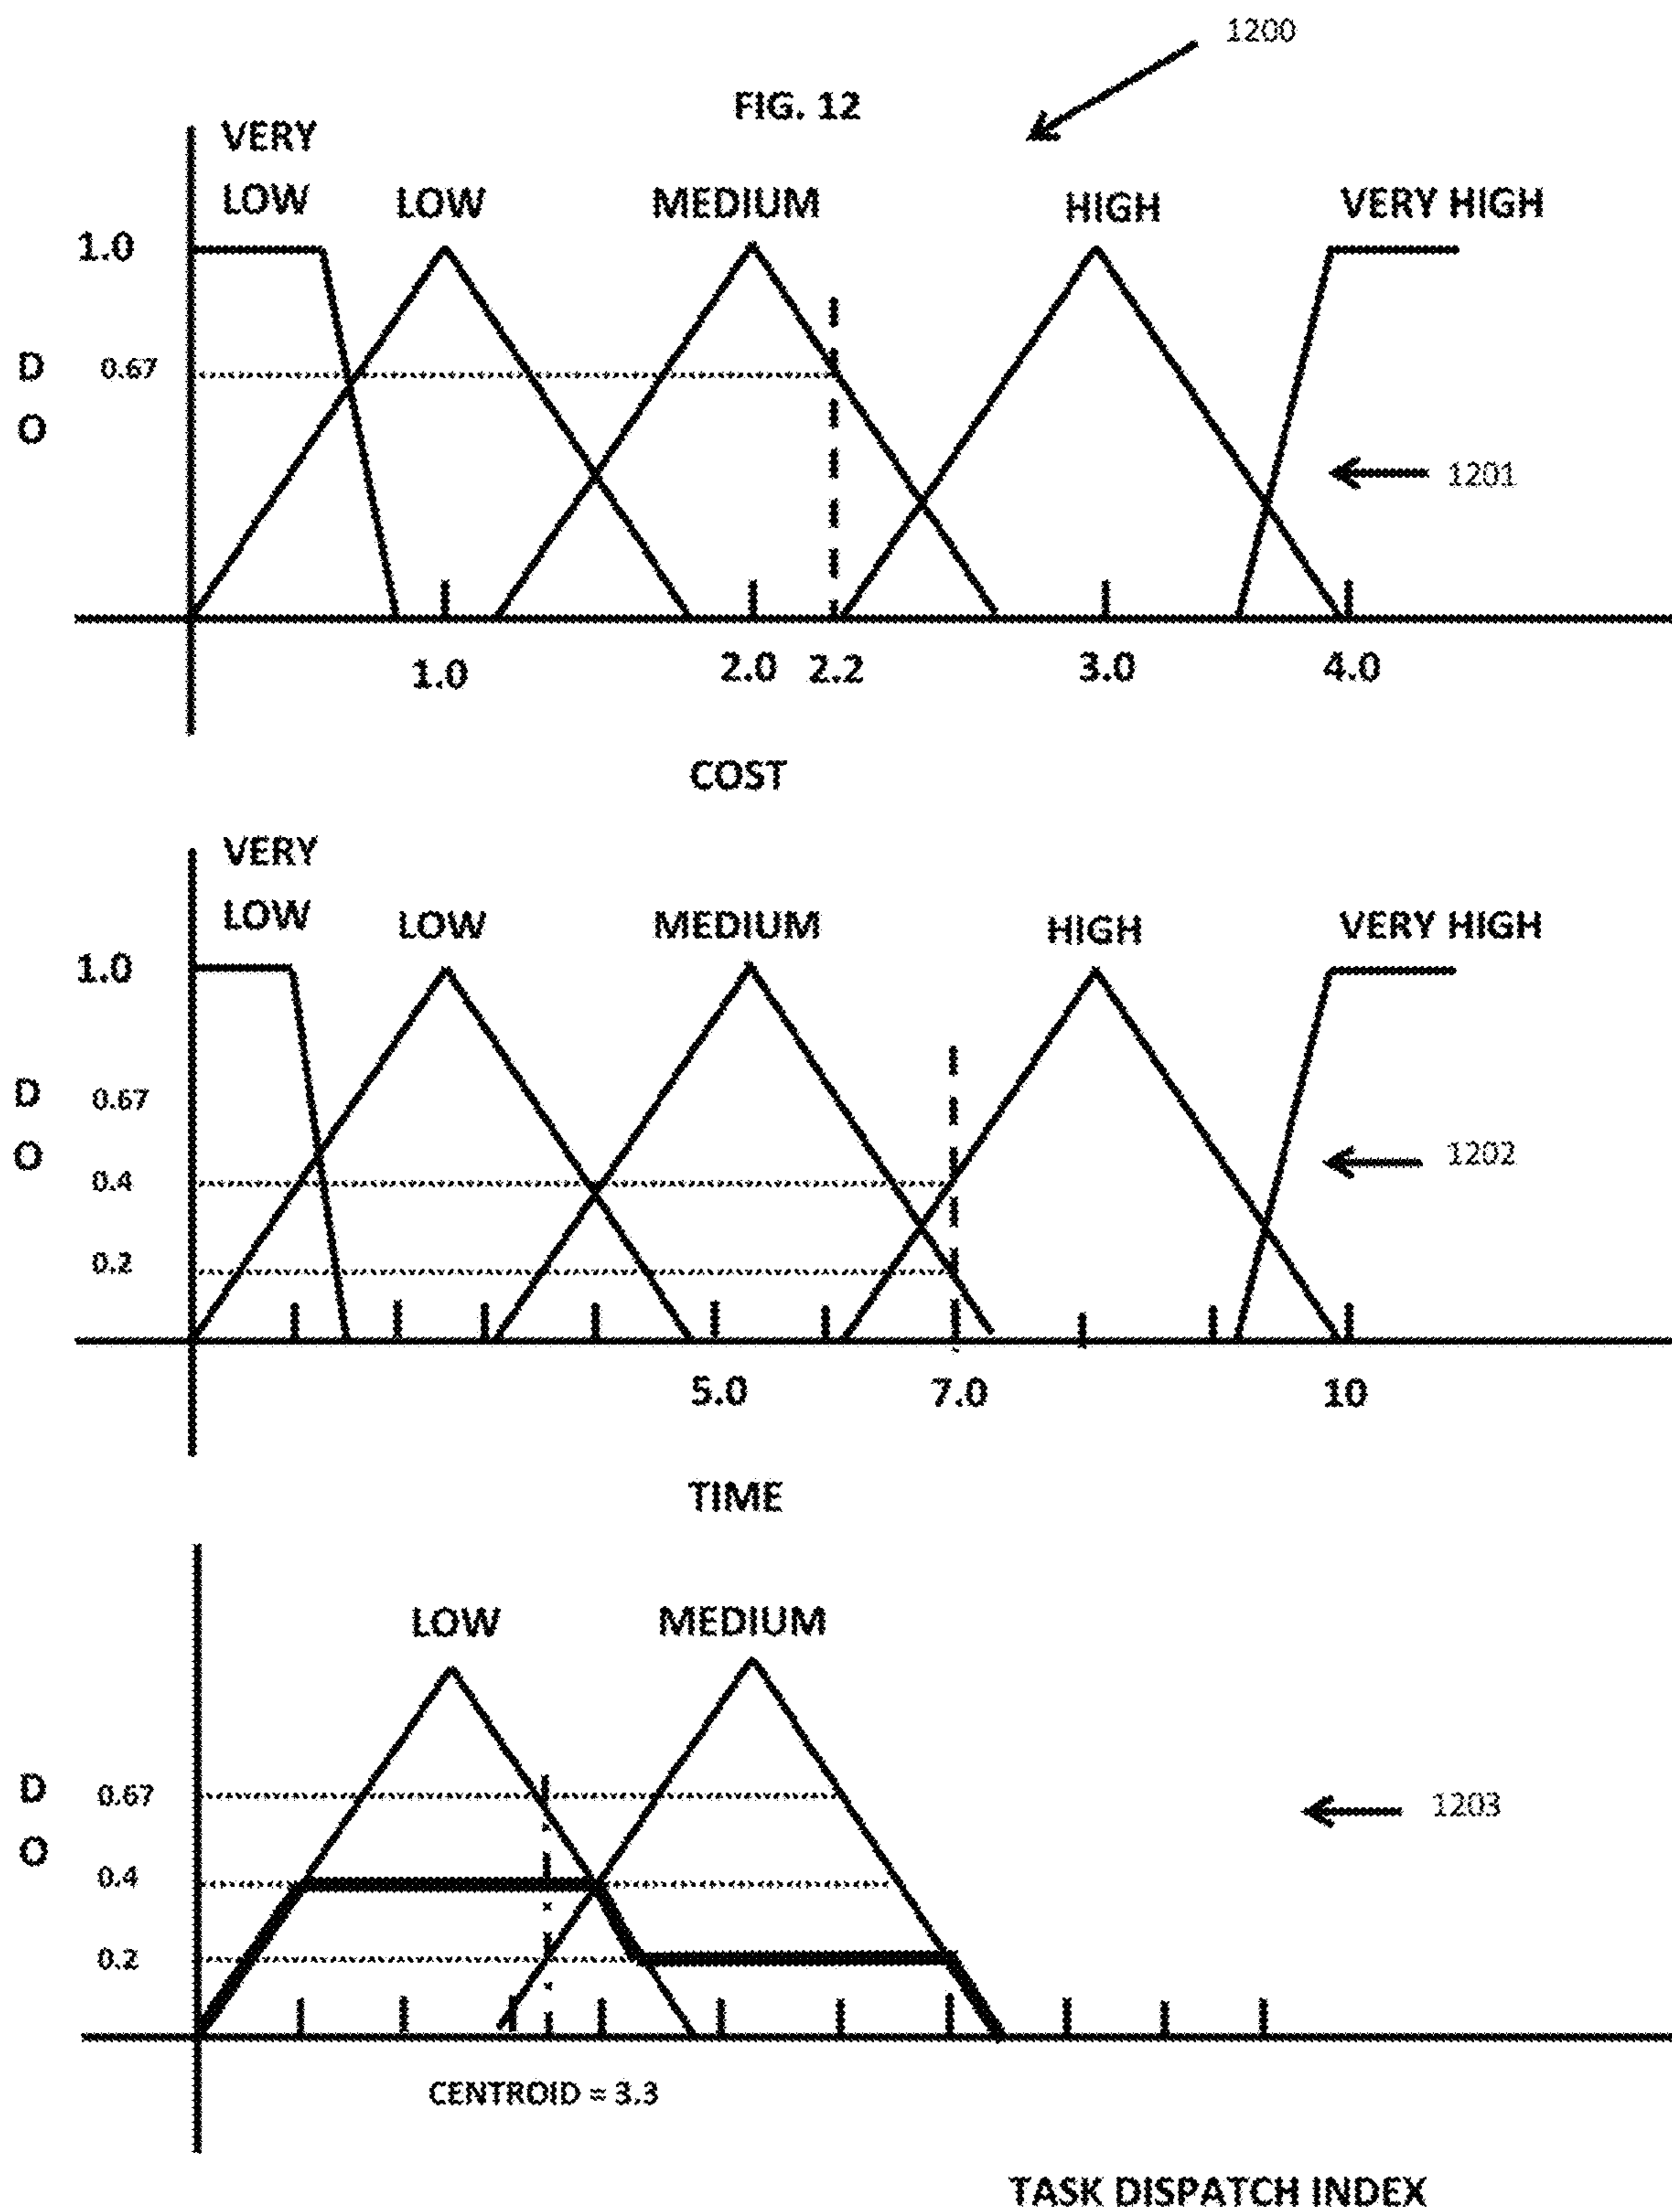 1200
FIG. 12
VERY
LOW
LOW
MEDIUM
HIGH
VERY HIGH
1.0
D
0.67
O
1201
1.0
2.0
2.2
3.0
4.0
COST
VERY
LOW
LOW
MEDIUM
HIGH
VERY HIGH
1.0
D
0.67
O
1202
0.4
0.2
5.0
7.0
10
TIME
LOW
MEDIUM
D
0.67
1203
O
0.4
0.2
CENTROID = 3.3
TASK DISPATCH INDEX